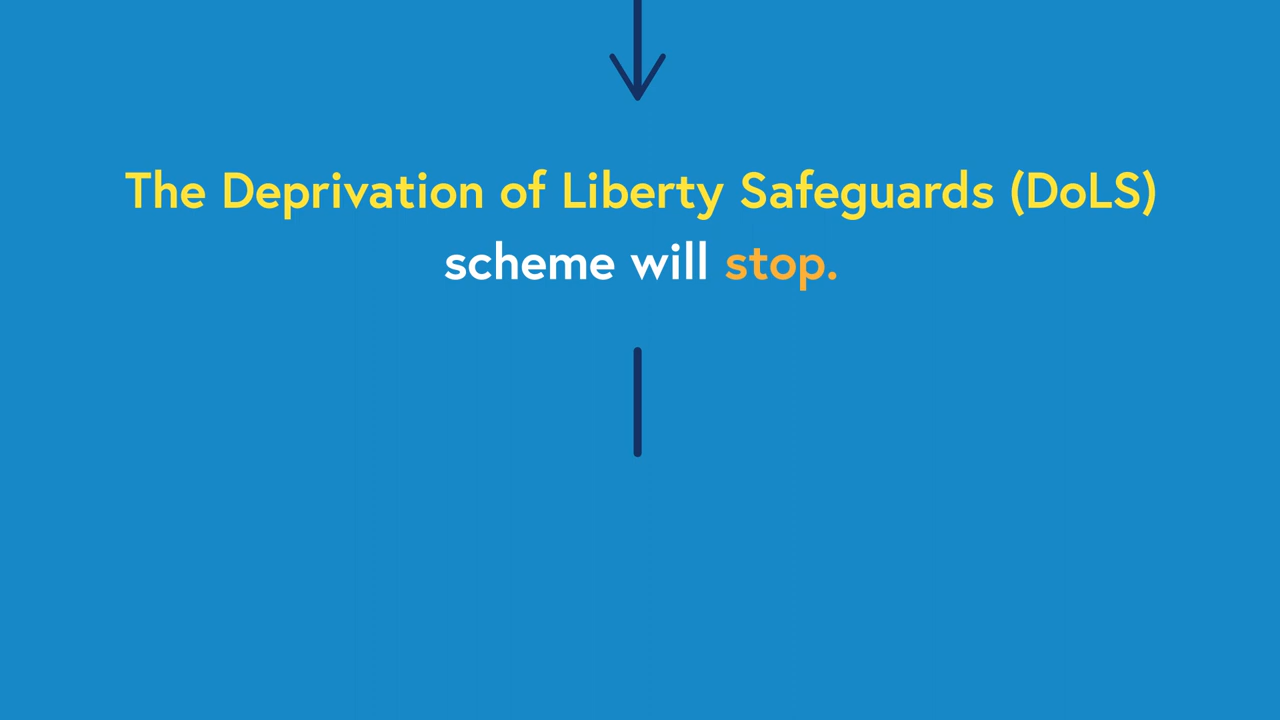 The Deprivation of Liberty Safeguards (DoLS)
scheme will stop.